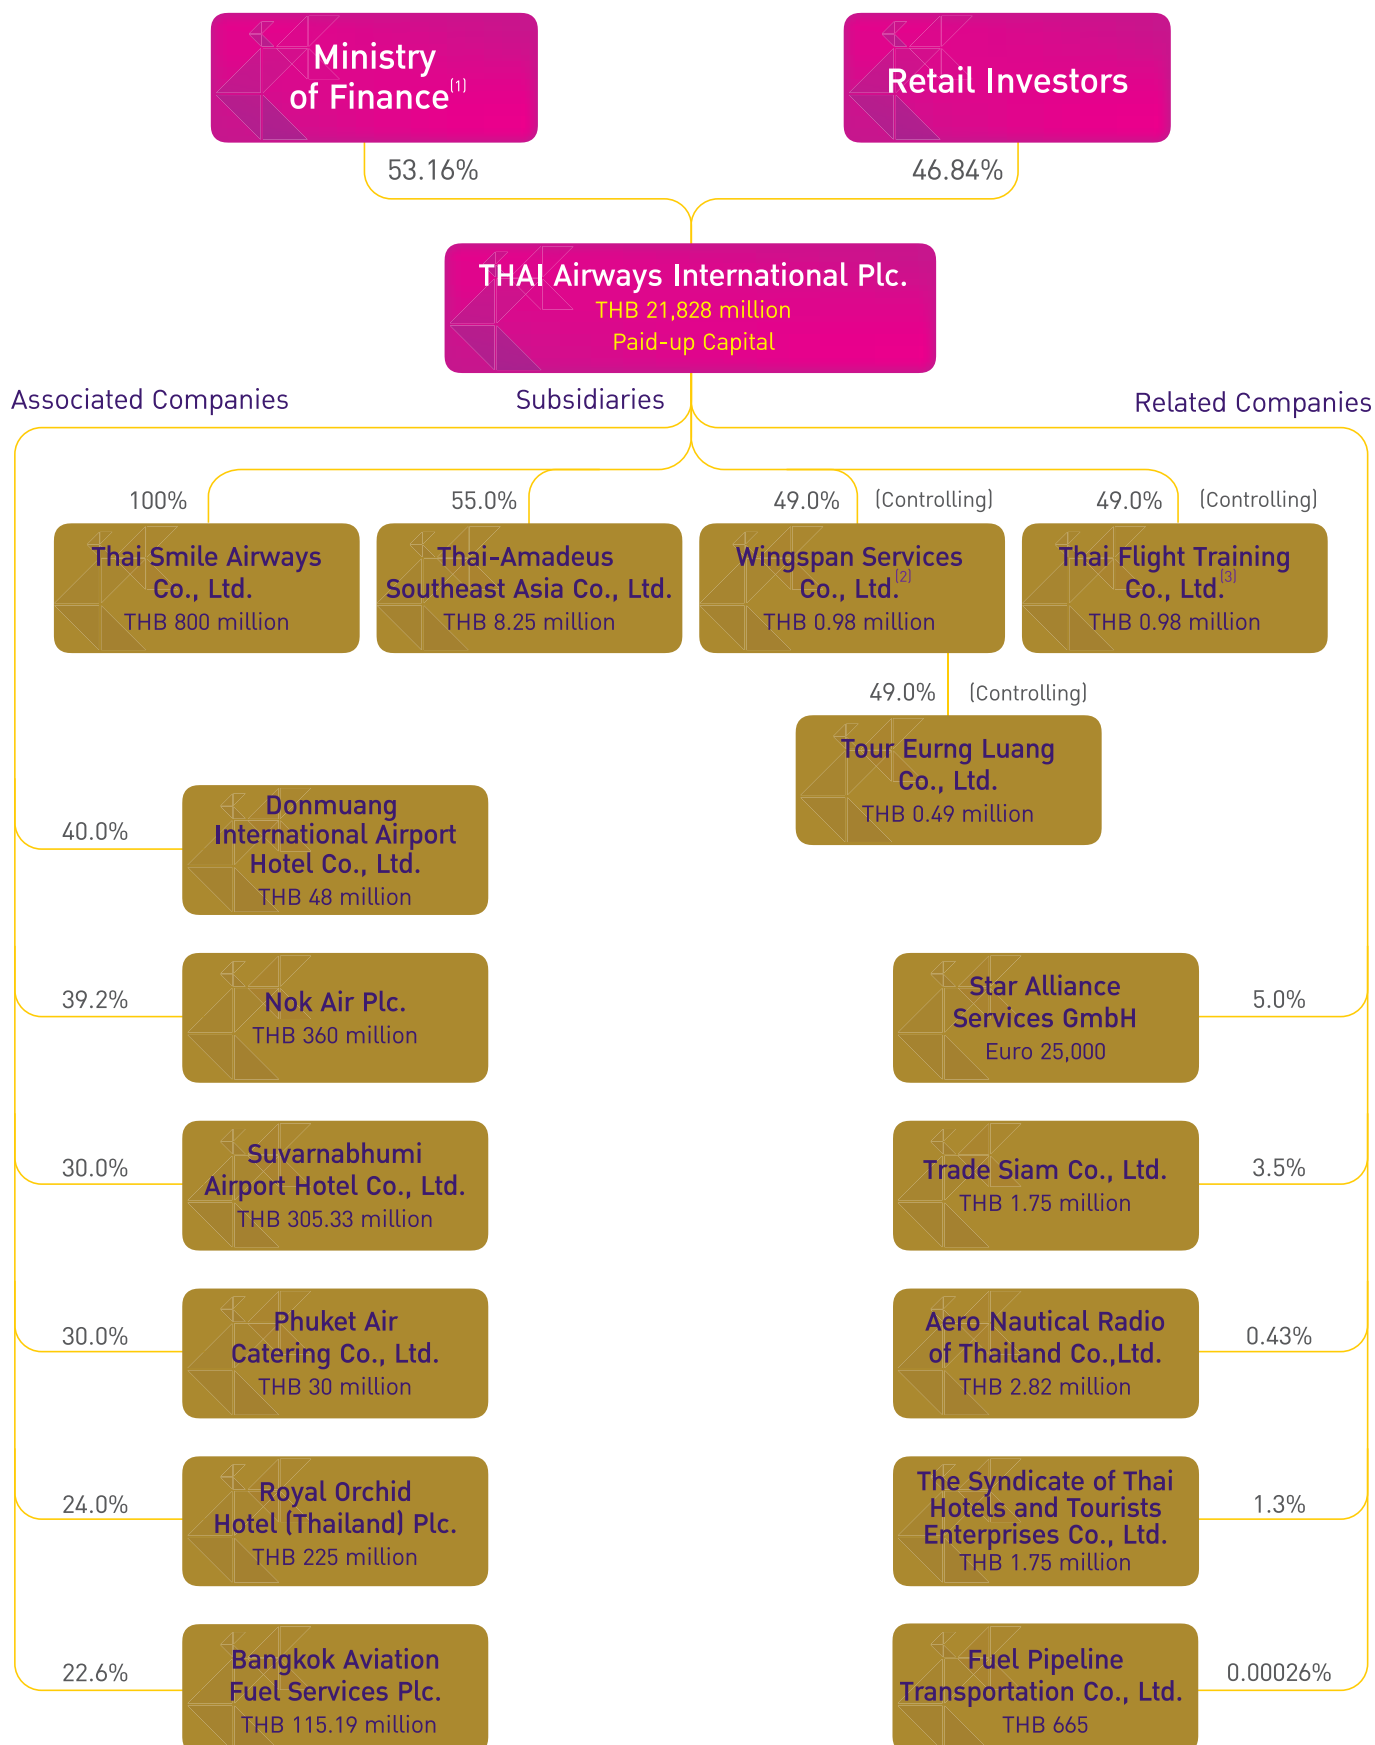 Ministry
of Finance(1)
53.16%
Retail Investors
46.84%
THAI Airways International Plc.
THB 21,828 million
Paid-up Capital
Associated Companies
Subsidiaries
Related Companies
100%
Thai Smile Airways
Co., Ltd.
THB 800 million
55.0%
Thai-Amadeus
Southeast Asia Co., Ltd.
THB 8.25 million
49.0% (Controlling)
Wingspan Services
Co., Ltd.(2)
THB 0.98 million
49.0% (Controlling)
Thai Flight Training
Co., Ltd.(3)
THB 0.98 million
49.0% (Controlling)
Tour Eurng Luang
Co., Ltd.
THB 0.49 million
40.0%
Donmuang
International Airport
Hotel Co., Ltd.
THB 48 million
39.2%
Nok Air Plc.
THB 360 million
30.0%
Suvarnabhumi
Airport Hotel Co., Ltd.
THB 305.33 million
30.0%
Phuket Air
Catering Co., Ltd.
THB 30 million
24.0%
Royal Orchid
Hotel (Thailand) Plc.
THB 225 million
22.6%
Bangkok Aviation
Fuel Services Plc.
THB 115.19 million
Star Alliance
Services GmbH
Euro 25,000
5.0%
Trade Siam Co., Ltd.
THB 1.75 million
3.5%
Aero Nautical Radio
of Thailand Co.,Ltd.
THB 2.82 million
0.43%
The Syndicate of Thai
Hotels and Tourists
Enterprises Co., Ltd.
THB 1.75 million
1.3%
Fuel Pipeline
Transportation Co., Ltd.
THB 665
0.00026%